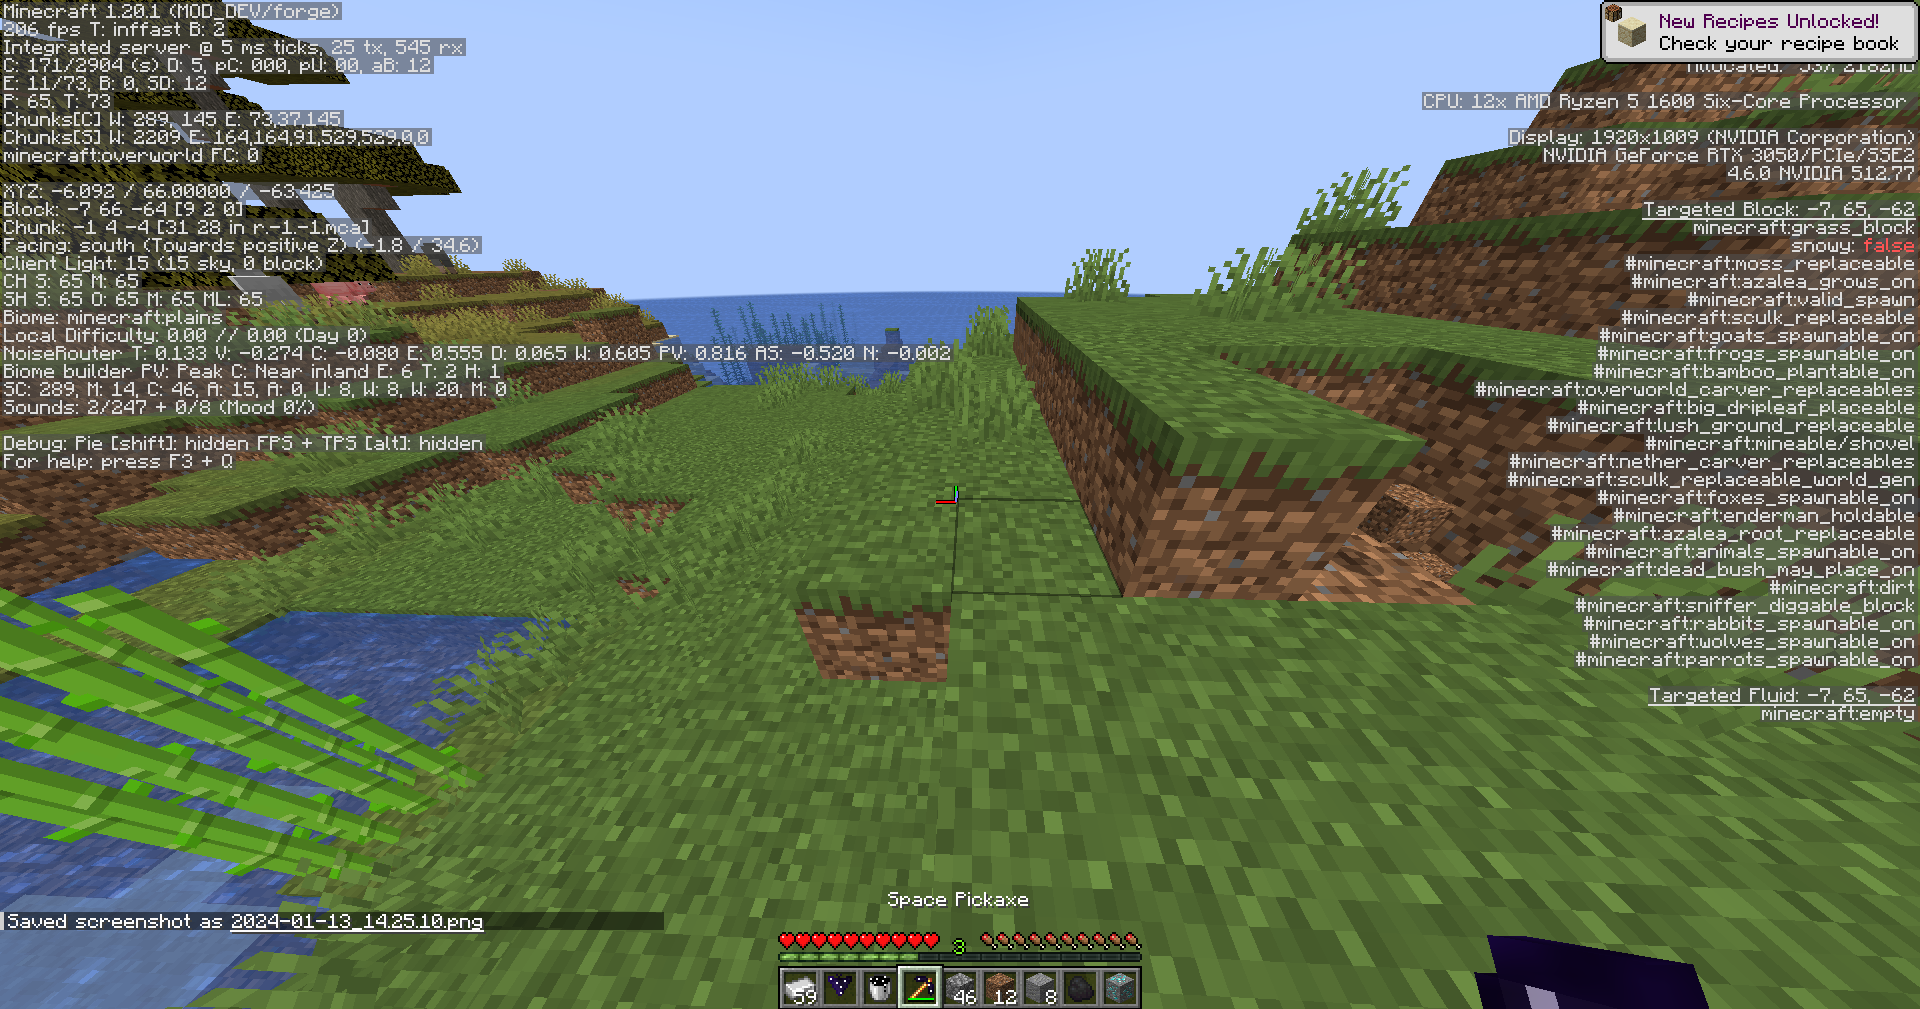 Minecraft 1.20.1 (MOD_DEV/forge)
206 fps T: inffast B: 2
Integrated server @ 5 ms ticks, 25 tx, 545 rx
C: 171/2904 (s) D: 5, pC: 000, pU: 00, aB: 12
E: 11/73, B: 0, SD: 12
P: 65. T: 73
Chunks[C] W: 289, 145 E: 73,37,145
Chunks[S] W: 2209 E: 164,164,91,529,529,0,0
minecraft:overworld FC: 0
XYZ: -6.092 / 66.00000 / -63.425
Block: -7 66 -64 [9 2 0]
Chunk: -1 4 -4 [31 28 in r.-1.-1.mca]
Facing: south (Towards positive Z) (-1.8 / 34.6)
Client Light: 15 (15 sky, 0 block)
CH S: 65 M: 65
SH S: 65 O: 65 M: 65 ML: 65
Biome: minecraft:plains
Local Difficulty: 0.00 // 0.00 (Day 0)
NoiseRouter T: 0.133 V: -0.274 C: -0.080 E: 0.555 D: 0.065 W: 0.605 PV: 0.816 AS: -0.520 N: -0.002
Biome builder PV: Peak C: Near inland E: 6 T: 2 H: 1
SC: 289, M: 14, C: 46, A: 15, A: 0, U: 8, W: 8, W: 20, M: 0
Sounds: 2/247 + 0/8 (Mood 0%)
Debug: Pie [shift]: hidden FPS + TPS [alt]: hidden
For help: press F3 + Q
New Recipes Unlocked!
Check your recipe book
CPU: 12x AMD Ryzen 5 1600 Six-Core Processor
Display: 1920x1009 (NVIDIA Corporation)
NVIDIA GeForce RTX 3050/PCIe/SSE2
4.6.0 NVIDIA 512.77
Targeted Block: -7, 65, -62
minecraft:grass_block
snowy: false
#minecraft:moss_replaceable
#minecraft:azalea_grows_on
#minecraft:valid_spawn
#minecraft:sculk_replaceable
#minecraft:goats_spawnable_on
#minecraft:frogs_spawnable_on
#minecraft:bamboo_plantable_on
#minecraft:overworld_carver_replaceables
#minecraft:big_dripleaf_placeable
#minecraft:lush_ground_replaceable
#minecraft:mineable/shovel
#minecraft:nether_carver_replaceables
#minecraft:sculk_replaceable_world_gen
#minecraft:foxes_spawnable_on
#minecraft:enderman_holdable
#minecraft:azalea_root_replaceable
#minecraft:animals_spawnable_on
#minecraft:dead_bush_may_place_on
#minecraft:dirt
#minecraft:sniffer_diggable_block
#minecraft:rabbits_spawnable_on
#minecraft:wolves_spawnable_on
#minecraft:parrots_spawnable_on
Targeted Fluid: -7, 65, -62
minecraft:empty
Space Pickaxe
Saved screenshot as 2024-01-13_14.25.10.png
3
59 46 12 8